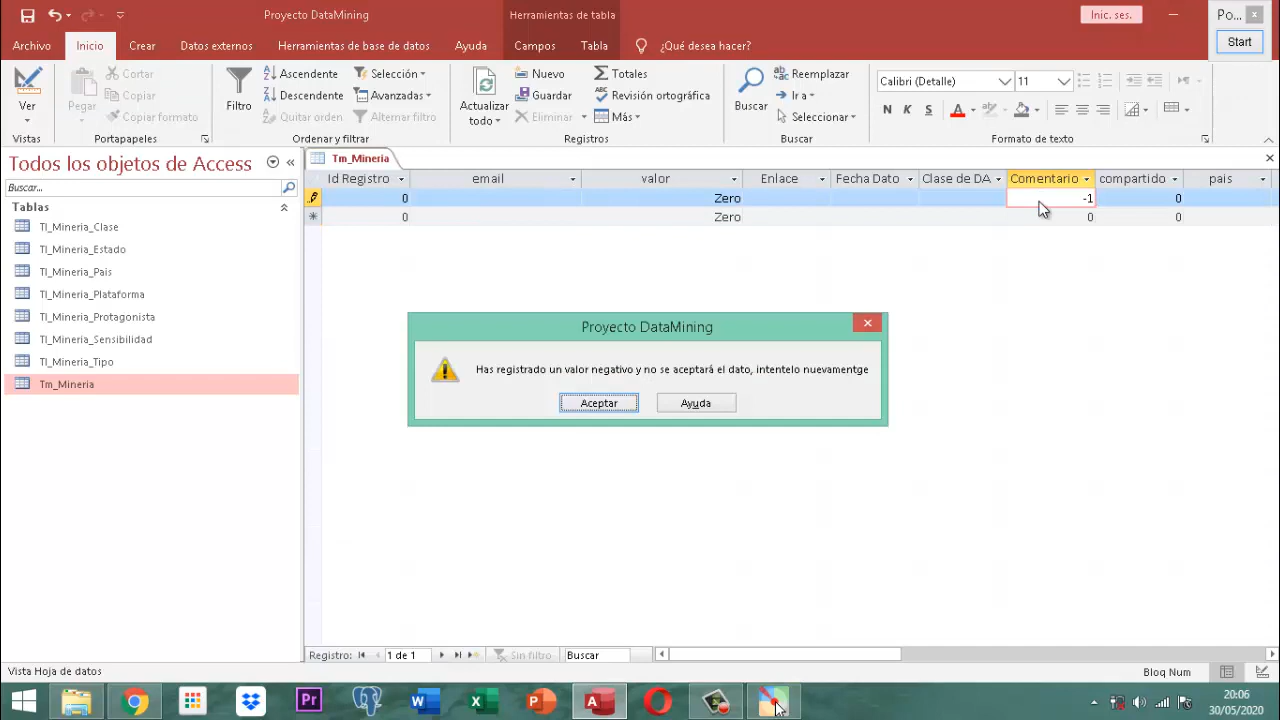 Proyecto DataMining
Herramientas de tabla
Inic. ses.
Po...
Archivo Inicio Crear Datos externos Herramientas de base de datos Ayuda Campos Tabla ¿Qué desea hacer?
Start
Ver
Vistas
Pegar
Cortar
Copiar
Copiar formato
Portapapeles
Filtro
Ascendente
Descendente
Quitar orden
Selección
Avanzadas
Alternar filtro
Ordenar y filtrar
Actualizar todo
Nuevo
Guardar
Eliminar
Totales
Revisión ortográfica
Más
Registros
Buscar
Reemplazar
Ir a
Seleccionar
Buscar
Calibri (Detalle) 11
N K S A
Formato de texto
Todos los objetos de Access
Buscar...
Tablas
Tl_Mineria_Clase
Tl_Mineria_Estado
Tl_Mineria_Pais
Tl_Mineria_Plataforma
Tl_Mineria_Protagonista
Tl_Mineria_Sensibilidad
Tl_Mineria_Tipo
Tm_Mineria
Tm_Mineria
Id Registro email valor Enlace Fecha Dato Clase de DA Comentario compartido pais
0 Zero -1 0
0 Zero 0 0
Proyecto DataMining
Has registrado un valor negativo y no se aceptará el dato, intentelo nuevamentge
Aceptar Ayuda
Registro: 1 de 1 Sin filtro Buscar
Vista Hoja de datos
Bloq Num
Pr
20:06
30/05/2020